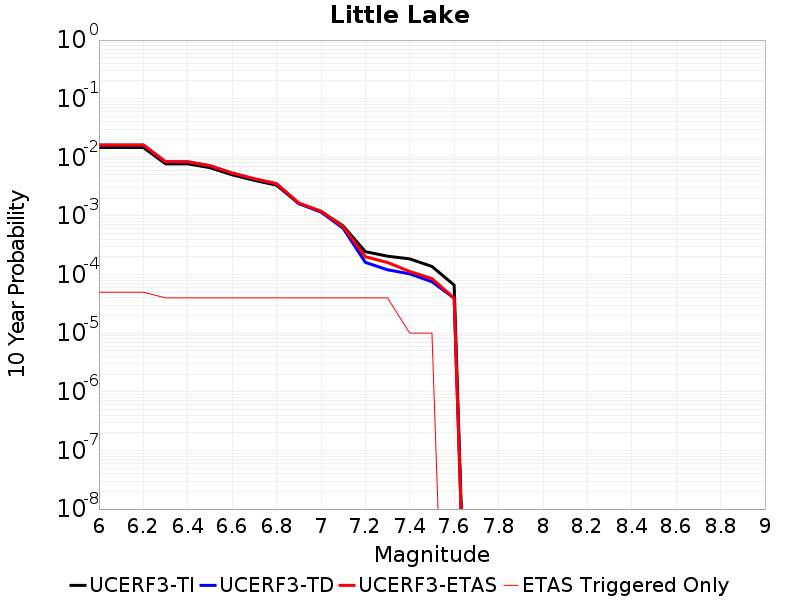 Little Lake
10^0
10^-1
10^-2
10^-3
10^-4
10^-5
10^-6
10^-7
10^-8
10 Year Probability
6 6.2 6.4 6.6 6.8 7 7.2 7.4 7.6 7.8 8 8.2 8.4 8.6 8.8 9
Magnitude
UCERF3-TI UCERF3-TD UCERF3-ETAS ETAS Triggered Only